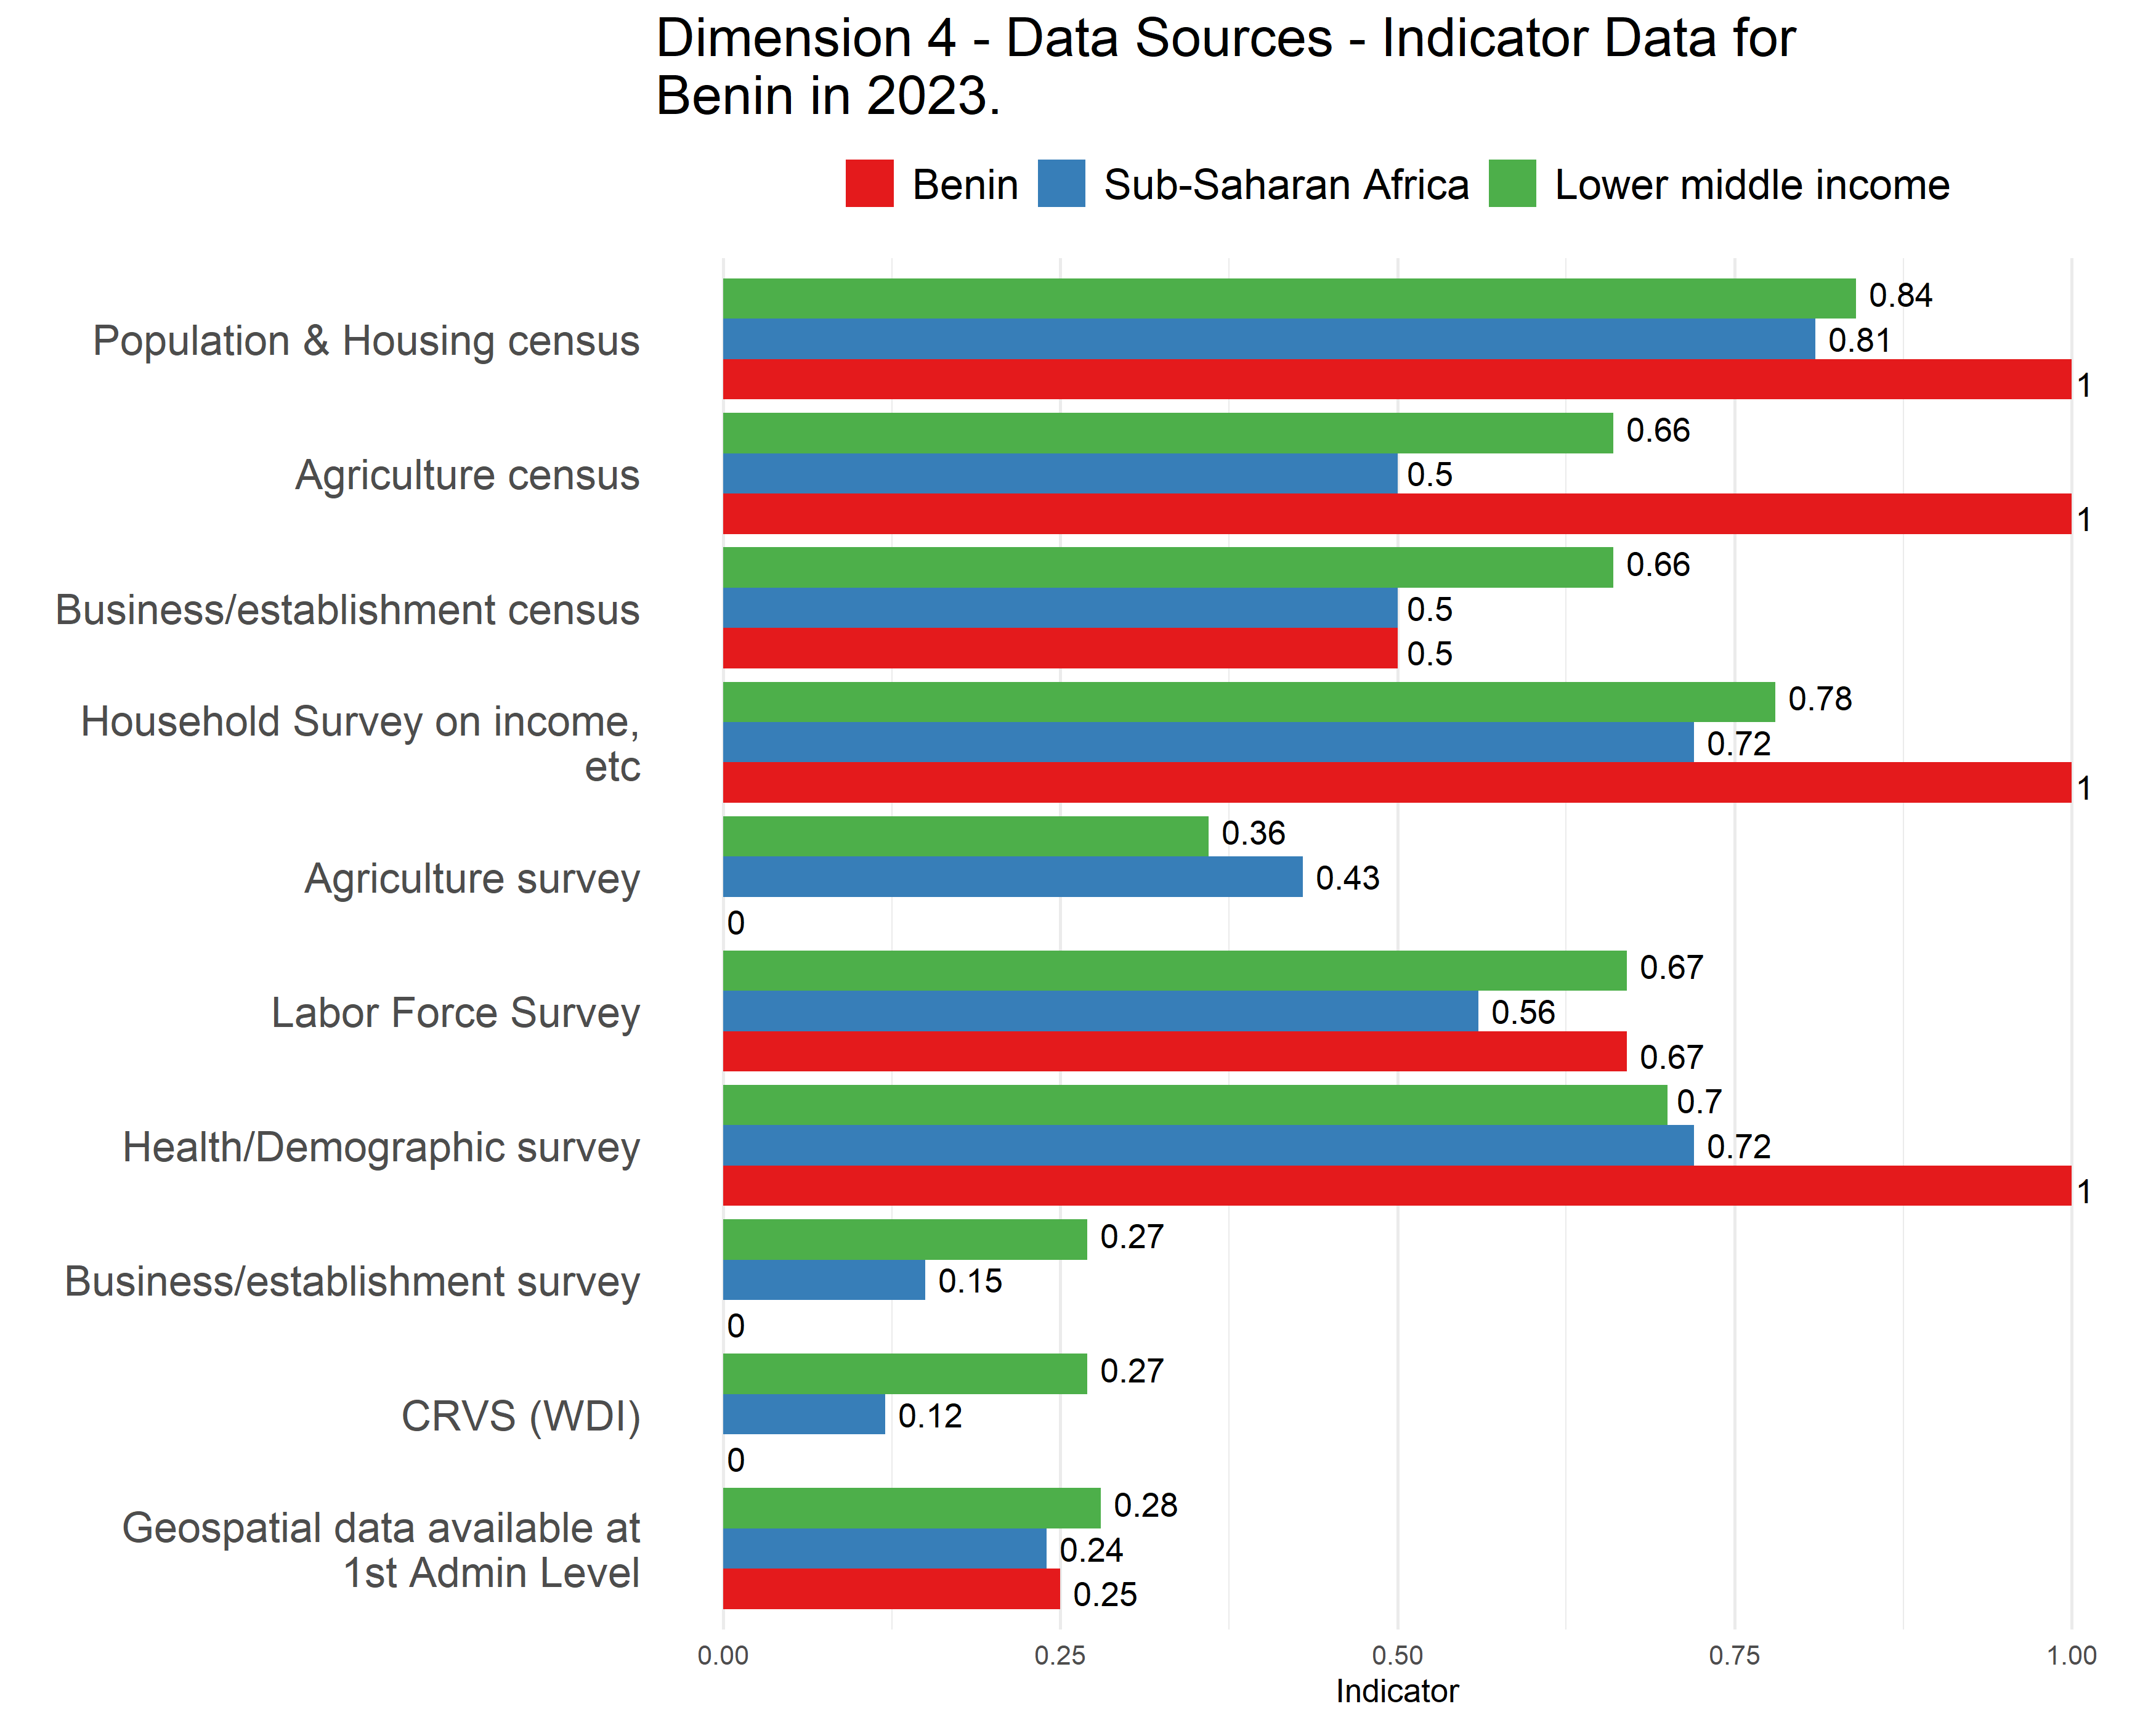 Dimension 4 - Data Sources - Indicator Data for
Benin in 2023.
Benin
Sub-Saharan Africa
Lower middle income
Population & Housing census
0.84
0.81
1
Agriculture census
0.66
0.5
1
Business/establishment census
0.66
0.5
0.5
Household Survey on income,
etc
0.78
0.72
1
Agriculture survey
0.36
0.43
0
Labor Force Survey
0.67
0.56
0.67
Health/Demographic survey
0.7
0.72
1
Business/establishment survey
0.27
0.15
0
CRVS (WDI)
0.27
0.12
0
Geospatial data available at
1st Admin Level
0.28
0.24
0.25
0.00
0.25
0.50
0.75
1.00
Indicator